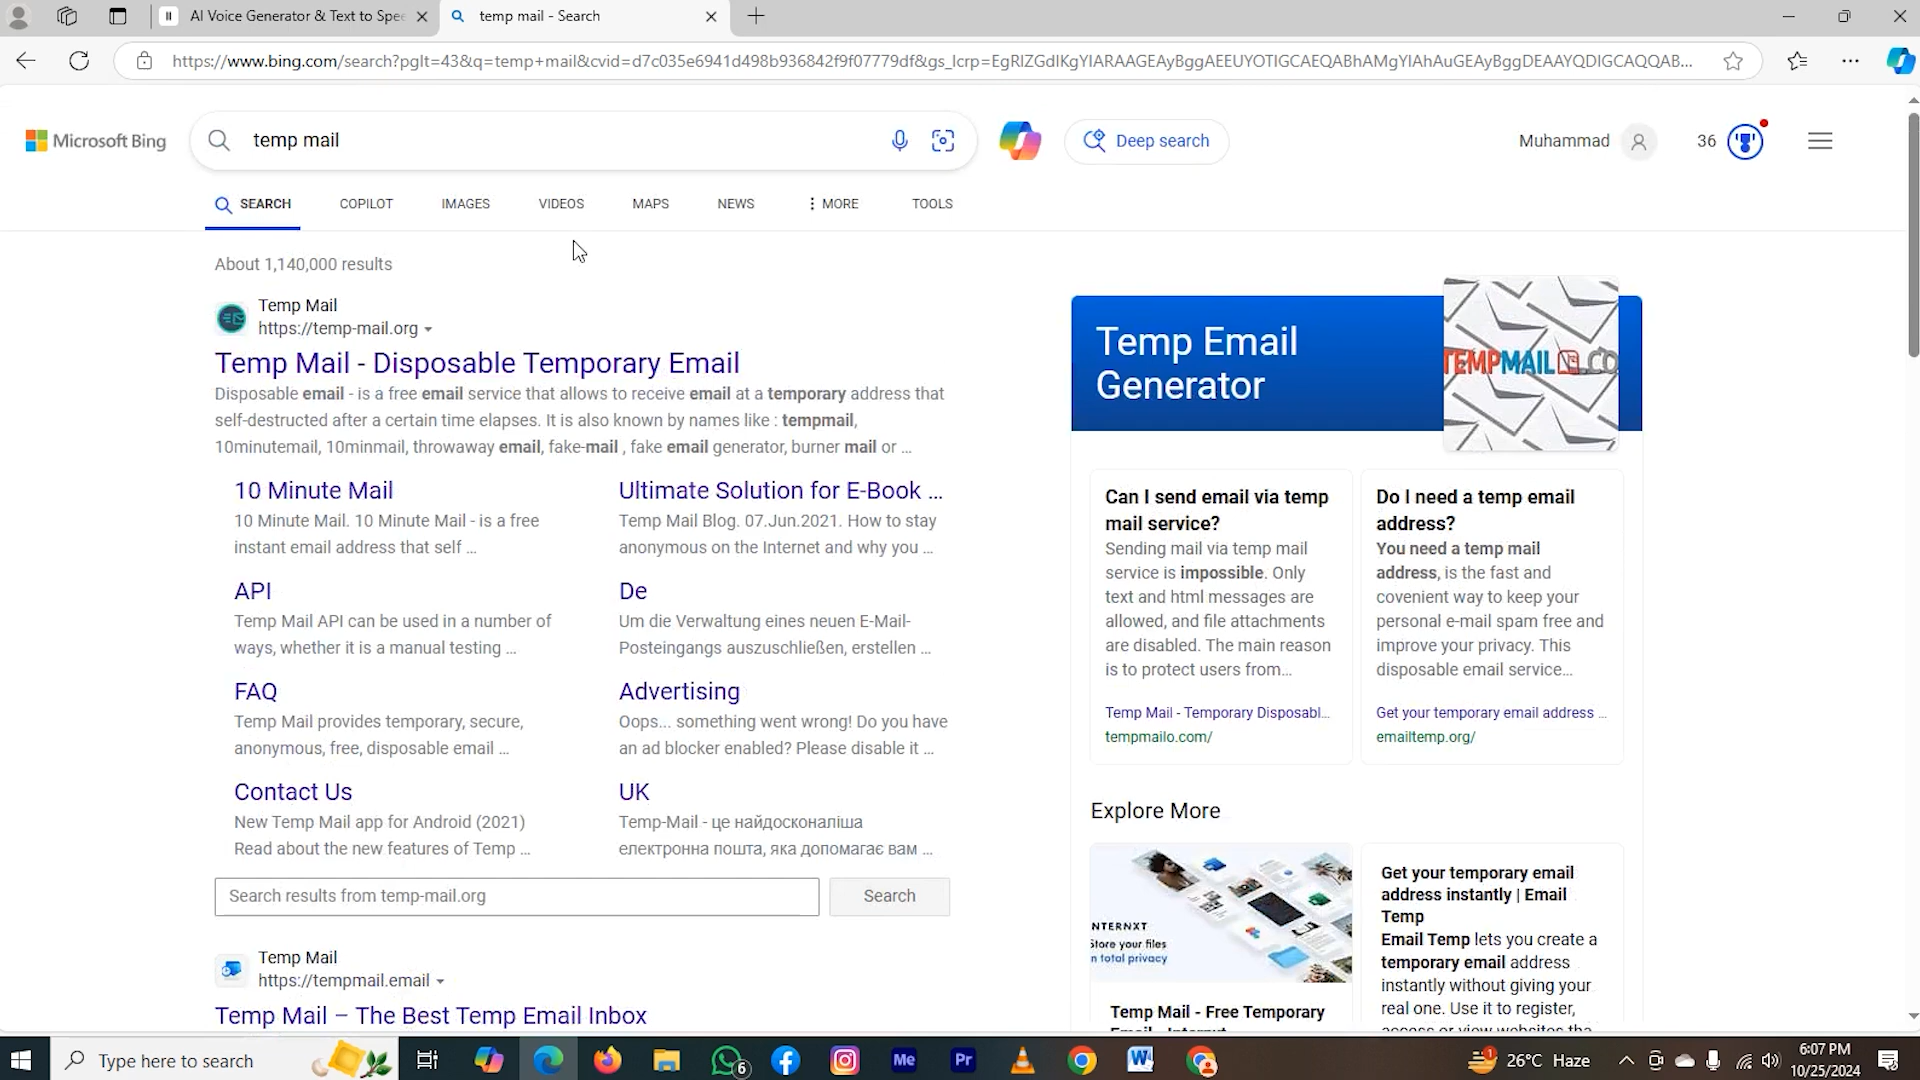 AI Voice Generator & Text to Spee
temp mail - Search
https://www.bing.com/search?pglt=43&q=temp+mail&cvid=d7c035e6941d498b936842f9f07779df&gs_lcrp=EgRlZGdlKgYIARAAGEAyBggAEEUYOTIGCAEQABhAMgYIAhAuGEAyBggDEAAYQDIGCAQQAB...
Microsoft Bing
temp mail
Deep search
Muhammad
36
SEARCH
COPILOT
IMAGES
VIDEOS
MAPS
NEWS
MORE
TOOLS
About 1,140,000 results
Temp Mail
https://temp-mail.org
Temp Mail - Disposable Temporary Email
Disposable email - is a free email service that allows to receive email at a temporary address that
self-destructed after a certain time elapses. It is also known by names like : tempmail,
10minutemail, 10minmail, throwaway email, fake-mail , fake email generator, burner mail or ...
10 Minute Mail
10 Minute Mail. 10 Minute Mail - is a free
instant email address that self ...
Ultimate Solution for E-Book ...
Temp Mail Blog. 07.Jun.2021. How to stay
anonymous on the Internet and why you ...
API
Temp Mail API can be used in a number of
ways, whether it is a manual testing ...
De
Um die Verwaltung eines neuen E-Mail-
Posteingangs auszuschließen, erstellen ...
FAQ
Temp Mail provides temporary, secure,
anonymous, free, disposable email ...
Advertising
Oops... something went wrong! Do you have
an ad blocker enabled? Please disable it ...
Contact Us
New Temp Mail app for Android (2021)
Read about the new features of Temp ...
UK
Temp-Mail - це найдосконаліша
електронна пошта, яка допомагає вам ...
Search results from temp-mail.org
Search
Temp Mail
https://tempmail.email
Temp Mail – The Best Temp Email Inbox
Temp Email
Generator
TEMPMAIL CO
Can I send email via temp
mail service?
Sending mail via temp mail
service is impossible. Only
text and html messages are
allowed, and file attachments
are disabled. The main reason
is to protect users from...
Temp Mail - Temporary Disposabl...
tempmailo.com/
Do I need a temp email
address?
You need a temp mail
address, is the fast and
covenient way to keep your
personal e-mail spam free and
improve your privacy. This
disposable email service...
Get your temporary email address ...
emailtemp.org/
Explore More
INTERNXT
Store your files
in total privacy
Temp Mail - Free Temporary
Email - Internxt
Get your temporary email
address instantly | Email
Temp
Email Temp lets you create a
temporary email address
instantly without giving your
real one. Use it to register,
access or view websites tha
Type here to search
6
Me
Pr
1
26°C Haze
6:07 PM
10/25/2024